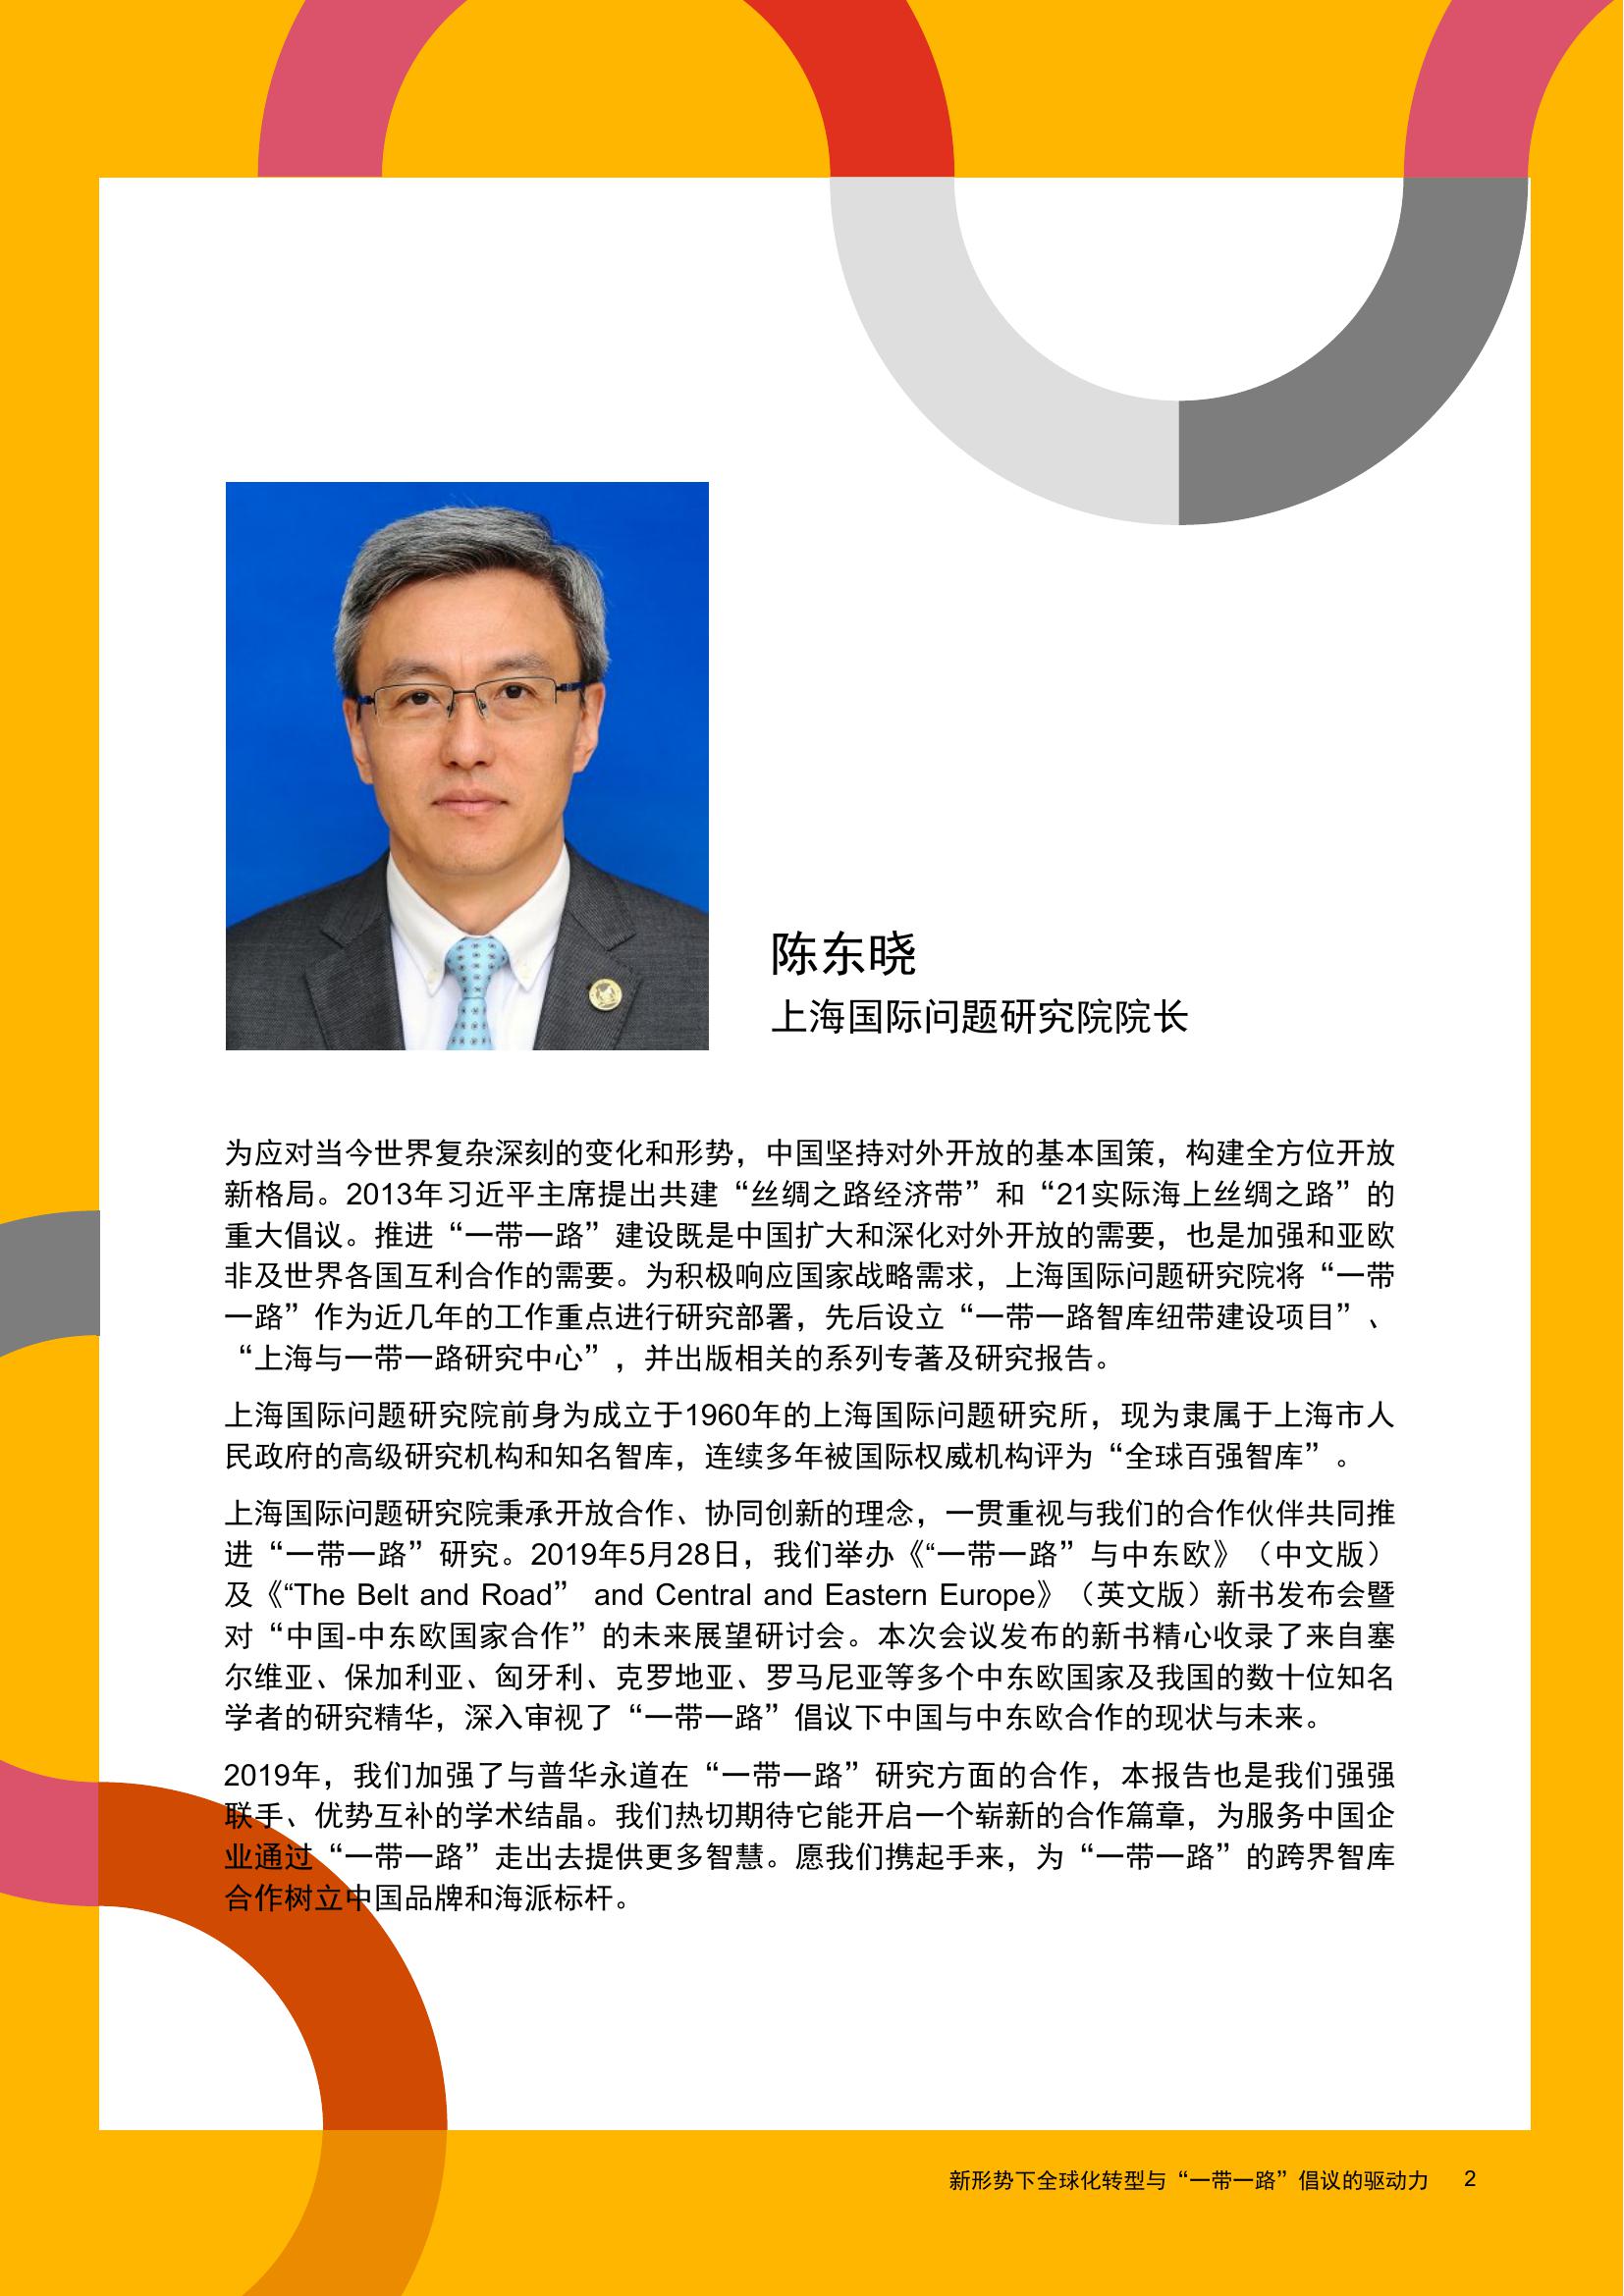 陈东晓
上海国际问题研究院院长
为应对当今世界复杂深刻的变化和形势，中国坚持对外开放的基本国策，构建全方位开放
新格局。2013年习近平主席提出共建“丝绸之路经济带”和“21实际海上丝绸之路”的
重大倡议。推进“一带一路”建设既是中国扩大和深化对外开放的需要，也是加强和亚欧
非及世界各国互利合作的需要。为积极响应国家战略需求，上海国际问题研究院将“一带
一路”作为近几年的工作重点进行研究部署，先后设立“一带一路智库纽带建设项目”、
“上海与一带一路研究中心”，并出版相关的系列专著及研究报告。
上海国际问题研究院前身为成立于1960年的上海国际问题研究所，现为隶属于上海市人
民政府的高级研究机构和知名智库，连续多年被国际权威机构评为“全球百强智库”。
上海国际问题研究院秉承开放合作、协同创新的理念，一贯重视与我们的合作伙伴共同推
进“一带一路”研究。2019年5月28日，我们举办《“一带一路”与中东欧》（中文版）
及《“The Belt and Road” and Central and Eastern Europe》（英文版）新书发布会暨
对“中国-中东欧国家合作”的未来展望研讨会。本次会议发布的新书精心收录了来自塞
尔维亚、保加利亚、匈牙利、克罗地亚、罗马尼亚等多个中东欧国家及我国的数十位知名
学者的研究精华，深入审视了“一带一路”倡议下中国与中东欧合作的现状与未来。
2019年，我们加强了与普华永道在“一带一路”研究方面的合作，本报告也是我们强强
联手、优势互补的学术结晶。我们热切期待它能开启一个崭新的合作篇章，为服务中国企
业通过“一带一路”走出去提供更多智慧。愿我们携起手来，为“一带一路”的跨界智库
合作树立中国品牌和海派标杆。
新形势下全球化转型与“一带一路”倡议的驱动力 2